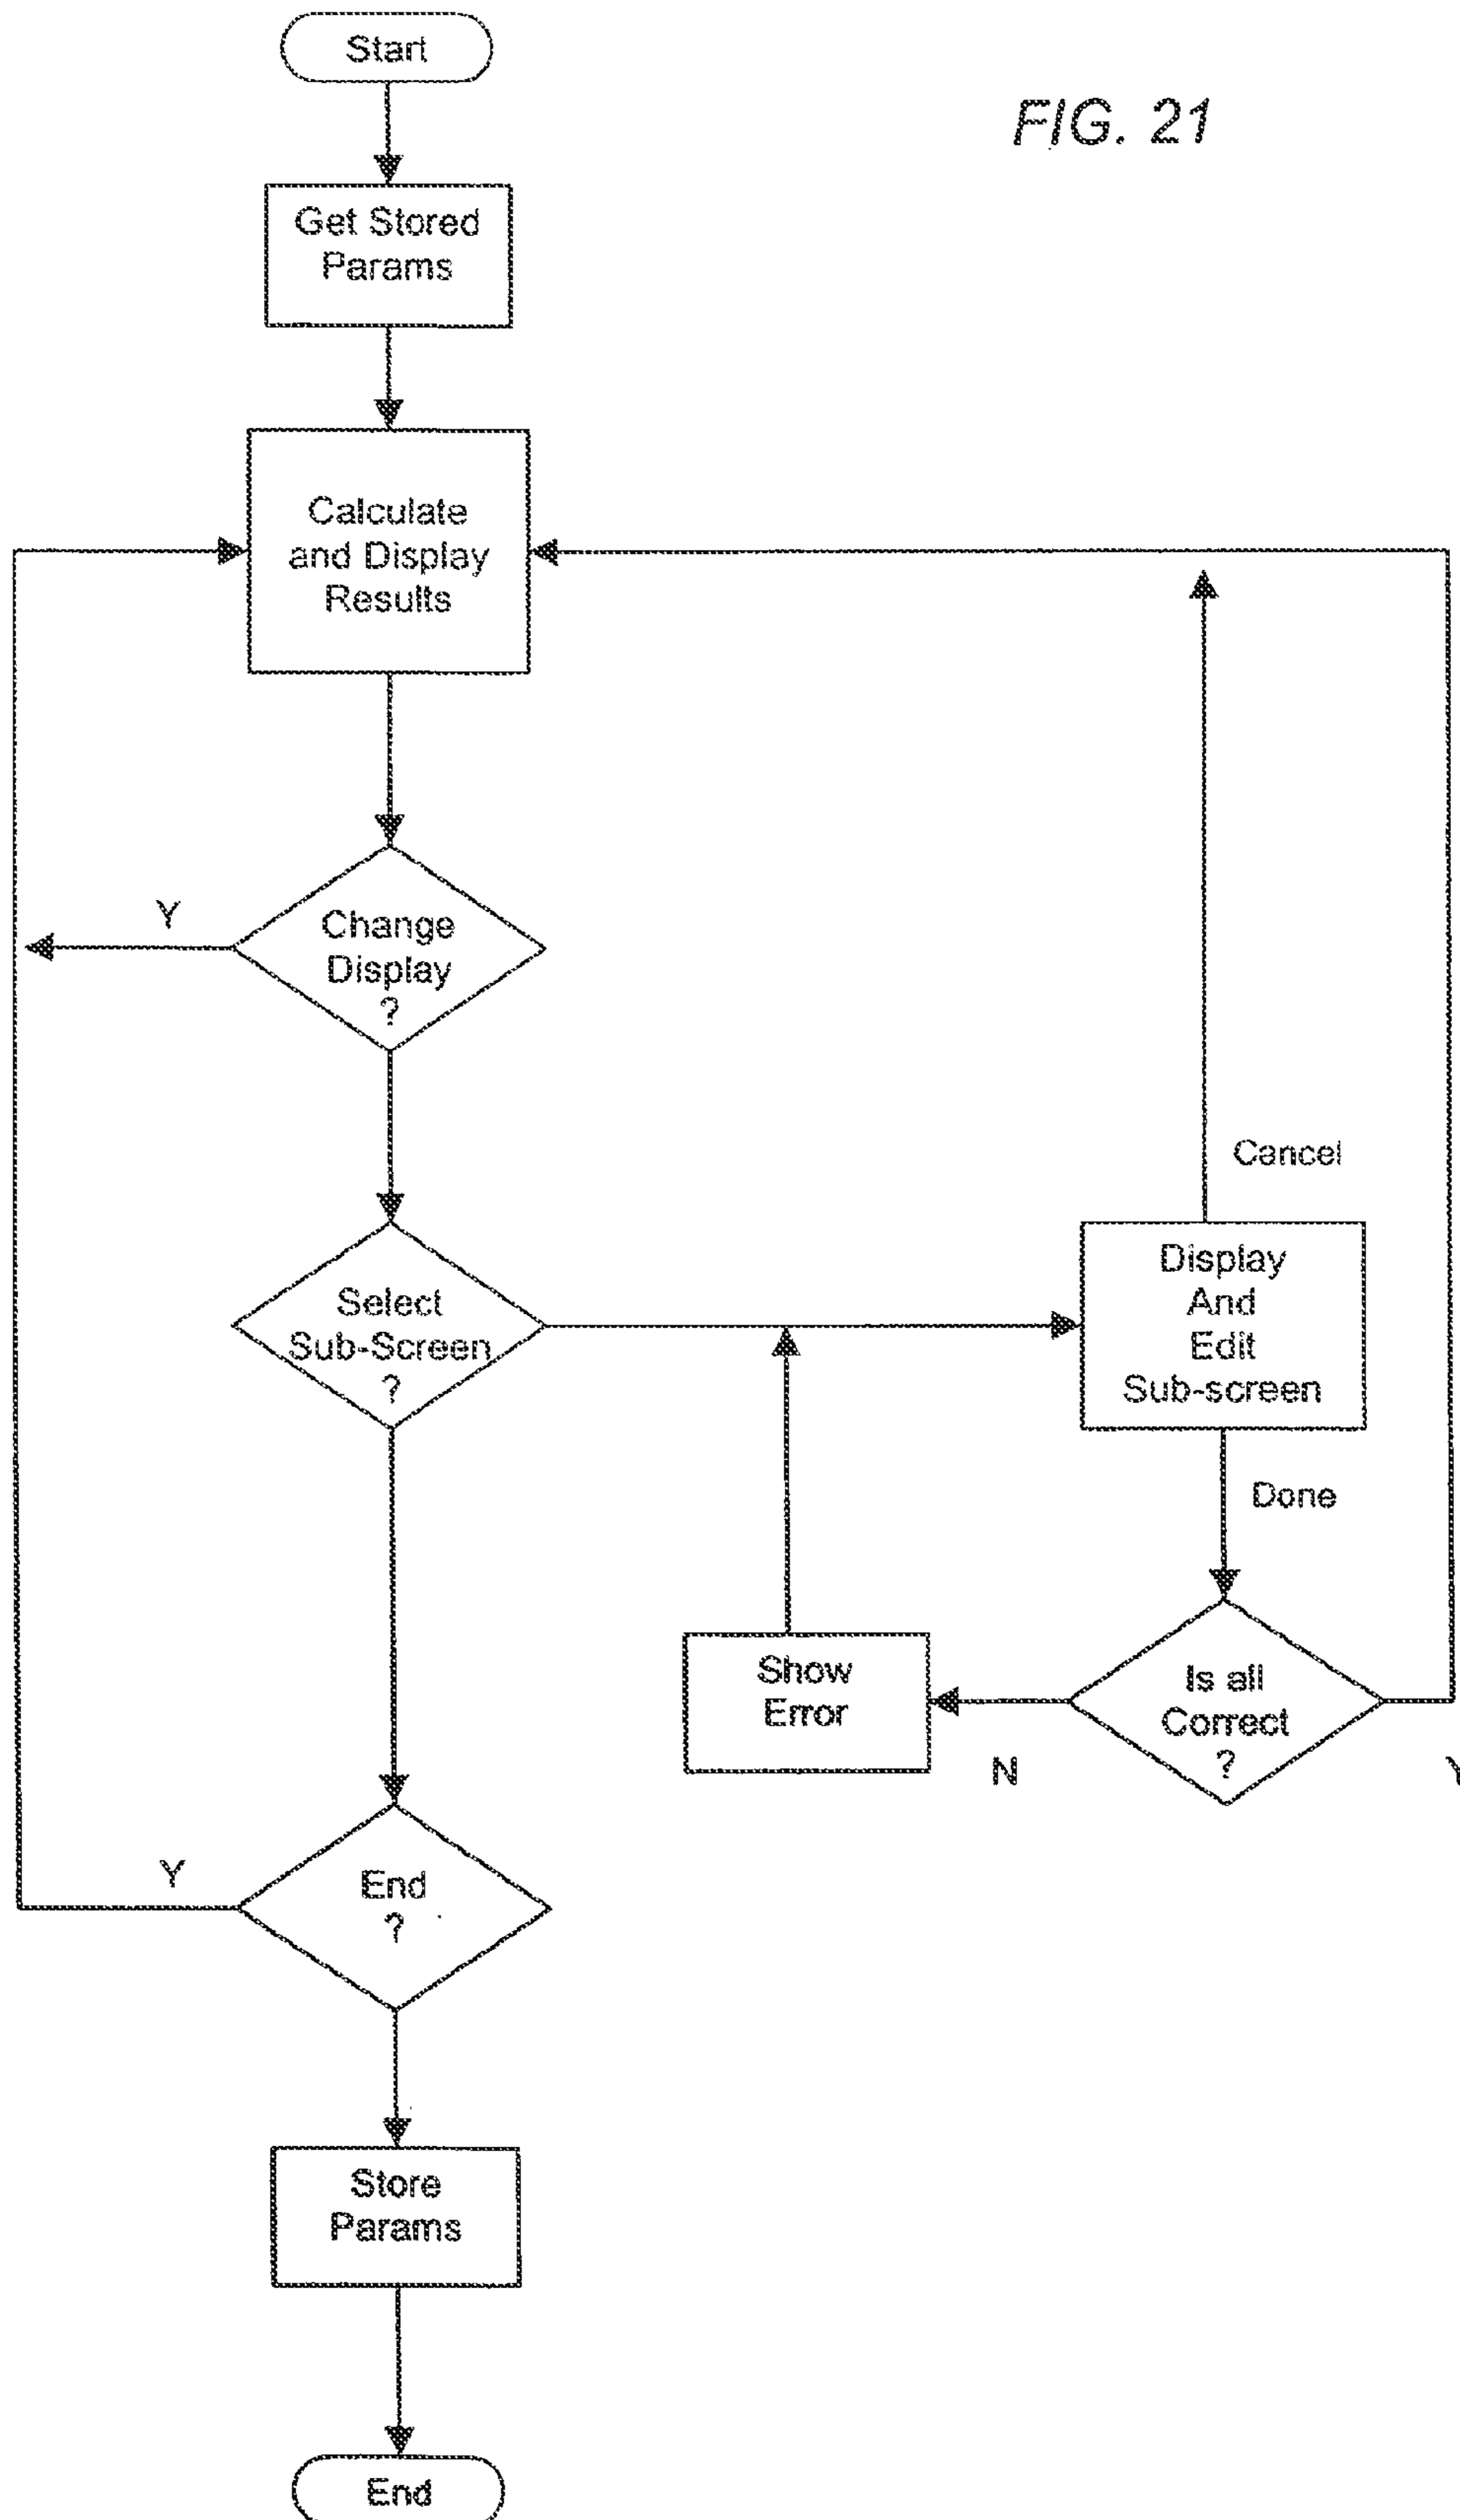 Start
FIG. 21
Get Stored
Params
Calculate
and Display
Results
Y
Change
Display
?
Cancel
Select
Sub-Screen
?
Display
And
Edit
Sub-screen
Done
Show
Error
Is all
Correct
?
N
Y
Y
End
?
Store
Params
End